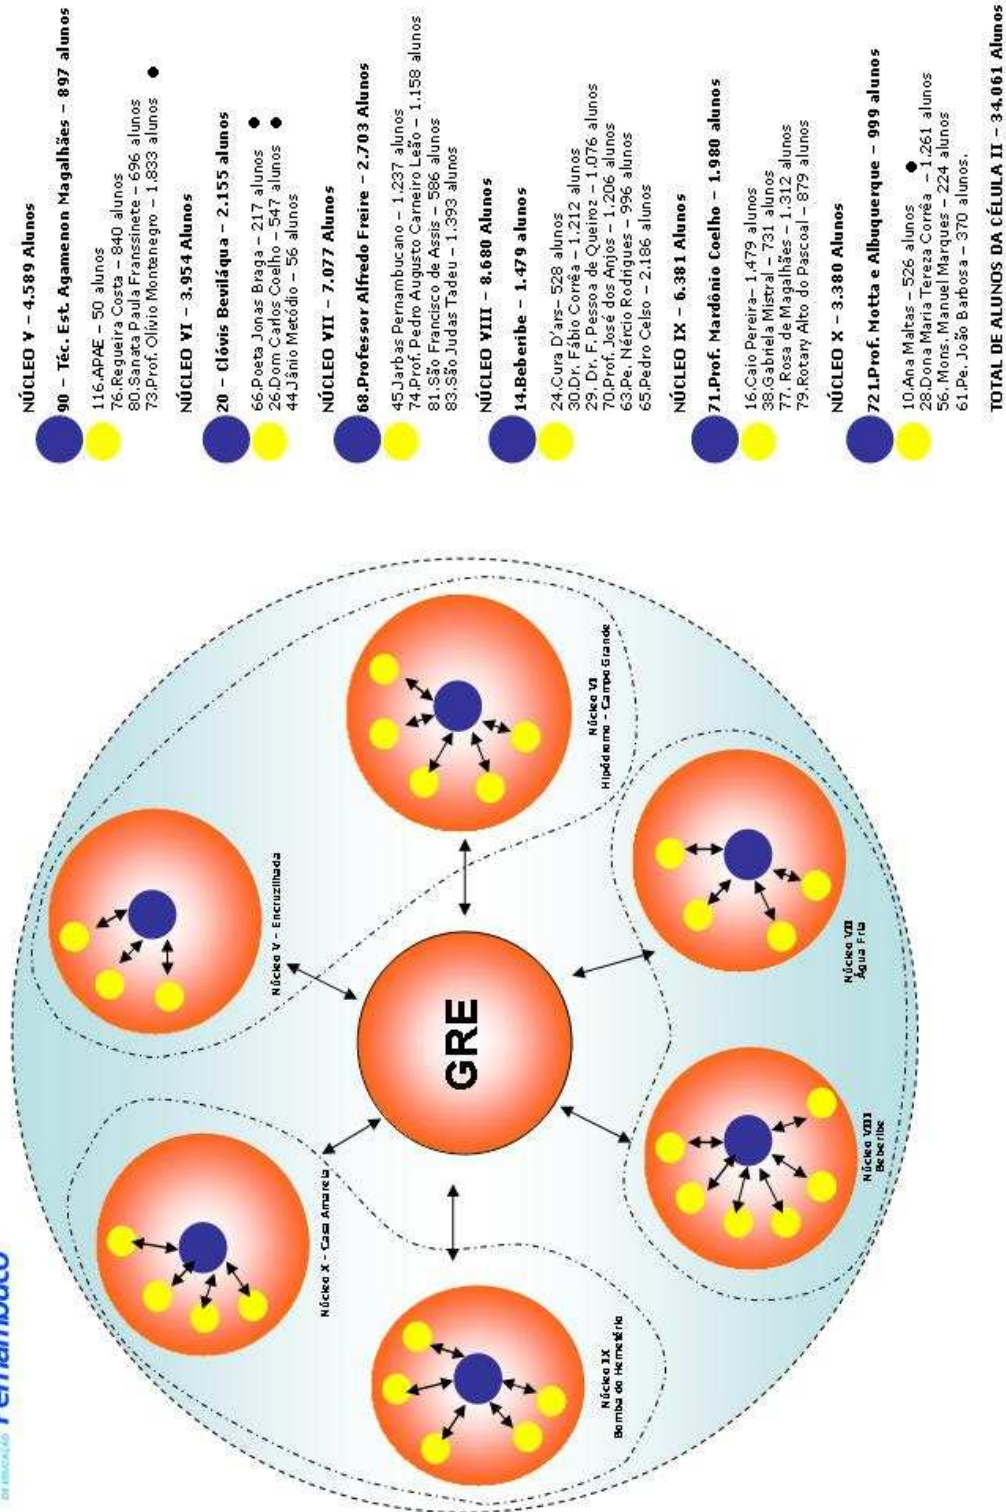 DE EDUCAÇÃO Pernambuco
Núcleo X - Casa Amarela
Núcleo V - Encruzilhada
Núcleo IX
Bomba do Hemetério
GRE
Núcleo VI
Hipódromo - Campo Grande
Núcleo VIII
Beberibe
Núcleo VII
Água Fria
NÚCLEO V – 4.589 Alunos
90 – Téc. Est. Agamenon Magalhães – 897 alunos
116.APAE – 50 alunos
76.Regueira Costa – 840 alunos
80.Sanata Paula Franssinete – 696 alunos
73.Prof. Olívio Montenegro – 1.833 alunos
NÚCLEO VI – 3.954 Alunos
20 – Clóvis Beviláqua – 2.155 alunos
66.Poeta Jonas Braga – 217 alunos
26.Dom Carlos Coelho – 547 alunos
44.Jânio Metódio – 56 alunos
NÚCLEO VII – 7.077 Alunos
68.Professor Alfredo Freire – 2.703 Alunos
45.Jarbas Pernambucano – 1.237 alunos
74.Prof. Pedro Augusto Carneiro Leão – 1.158 alunos
81.São Francisco de Assis – 586 alunos
83.São Judas Tadeu – 1.393 alunos
NÚCLEO VIII – 8.680 Alunos
14.Beberibe – 1.479 alunos
24.Cura D'ars– 528 alunos
30.Dr. Fábio Corrêa – 1.212 alunos
29. Dr. F. Pessoa de Queiroz – 1.076 alunos
70.Prof. José dos Anjos – 1.206 alunos
63.Pe. Nércio Rodrigues – 996 alunos
65.Pedro Celso – 2.186 alunos
NÚCLEO IX – 6.381 Alunos
71.Prof. Mardônio Coelho – 1.980 alunos
16.Caio Pereira– 1.479 alunos
38.Gabriela Mistral – 731 alunos
77. Rosa de Magalhães – 1.312 alunos
79.Rotary Alto do Pascoal – 879 alunos
NÚCLEO X – 3.380 Alunos
72 1.Prof. Motta e Albuquerque – 999 alunos
10.Ana Maltas – 526 alunos
28.Dona Maria Tereza Corrêa – 1.261 alunos
56. Mons. Manuel Marques – 224 alunos
61.Pe. João Barbosa – 370 alunos.
TOTAL DE ALUNOS DA CÉLULA II – 34.061 Alunos